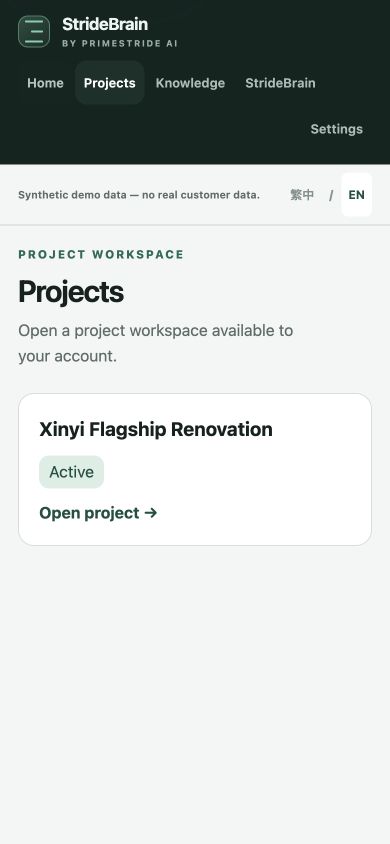 StrideBrain
BY PRIMESTRIDE AI
Home Projects Knowledge StrideBrain
Settings
Synthetic demo data — no real customer data. 繁中 / EN
PROJECT WORKSPACE
Projects
Open a project workspace available to
your account.
Xinyi Flagship Renovation
Active
Open project →